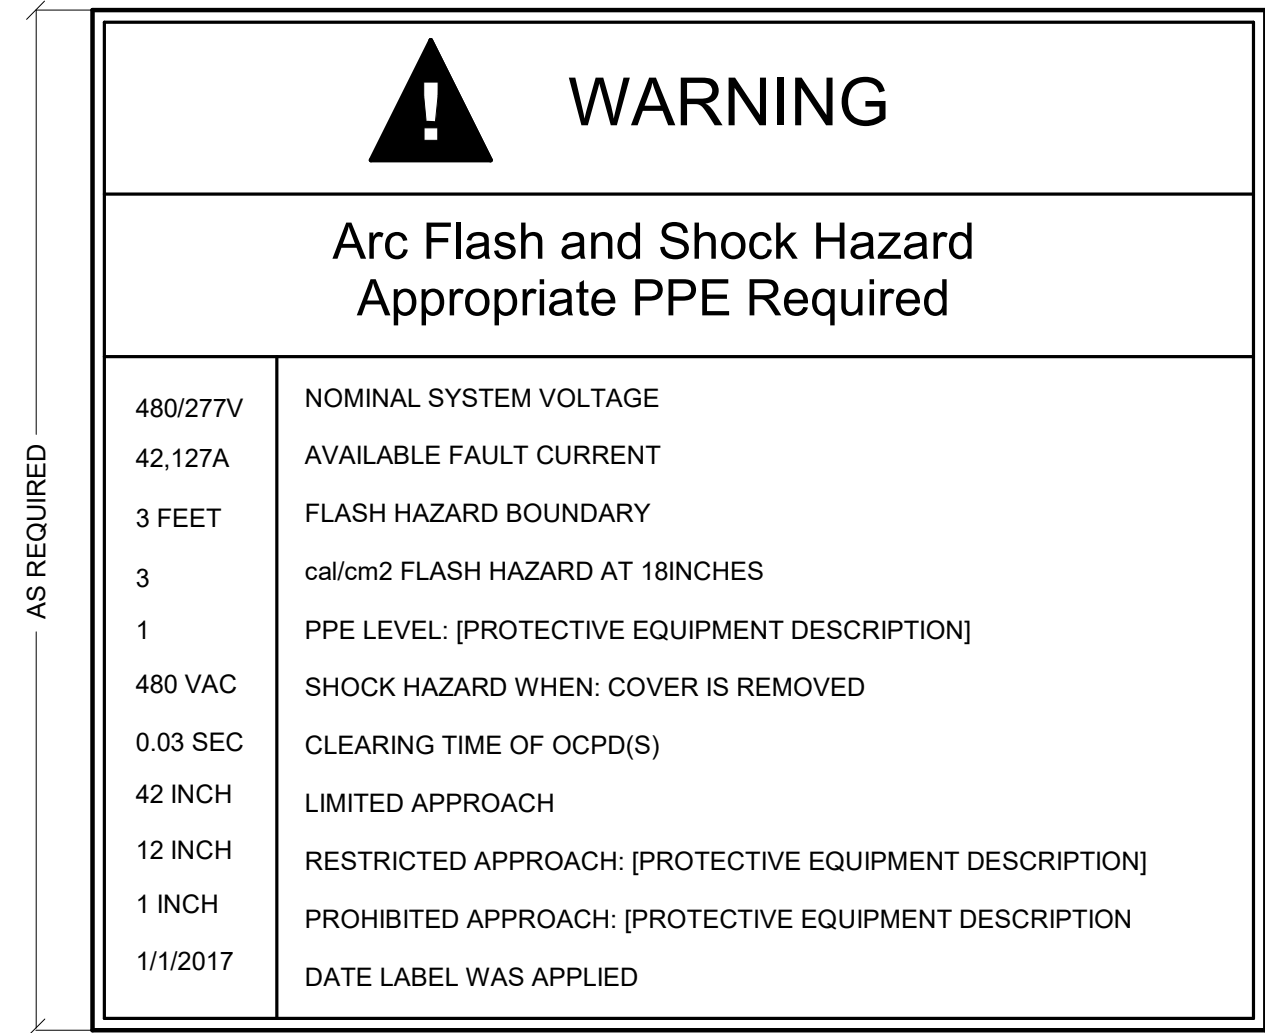 ! WARNING
Arc Flash and Shock Hazard
Appropriate PPE Required
480/277V NOMINAL SYSTEM VOLTAGE
42,127A AVAILABLE FAULT CURRENT
3 FEET FLASH HAZARD BOUNDARY
3 cal/cm2 FLASH HAZARD AT 18INCHES
1 PPE LEVEL: [PROTECTIVE EQUIPMENT DESCRIPTION]
480 VAC SHOCK HAZARD WHEN: COVER IS REMOVED
0.03 SEC CLEARING TIME OF OCPD(S)
42 INCH LIMITED APPROACH
12 INCH RESTRICTED APPROACH: [PROTECTIVE EQUIPMENT DESCRIPTION]
1 INCH PROHIBITED APPROACH: [PROTECTIVE EQUIPMENT DESCRIPTION
1/1/2017 DATE LABEL WAS APPLIED
AS REQUIRED